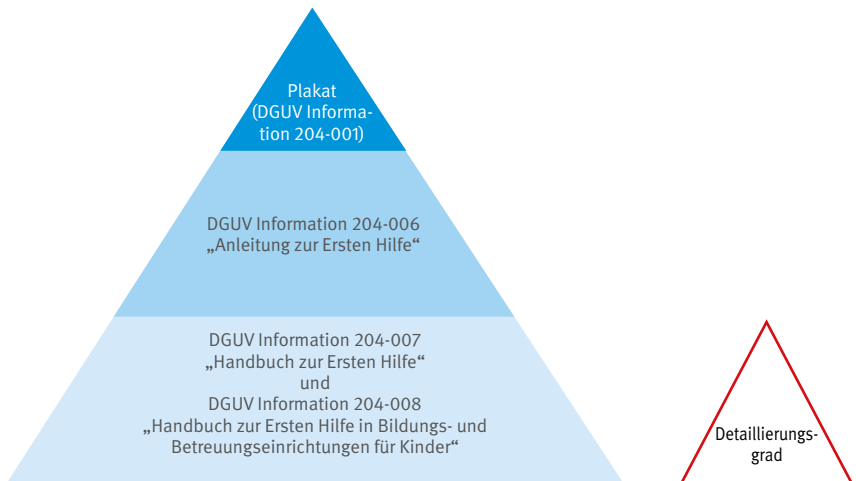 Plakat
(DGUV Informa-
tion 204-001)
DGUV Information 204-006
„Anleitung zur Ersten Hilfe“
DGUV Information 204-007
„Handbuch zur Ersten Hilfe“
und
DGUV Information 204-008
„Handbuch zur Ersten Hilfe in Bildungs- und
Betreuungseinrichtungen für Kinder“
Detaillierungs-
grad